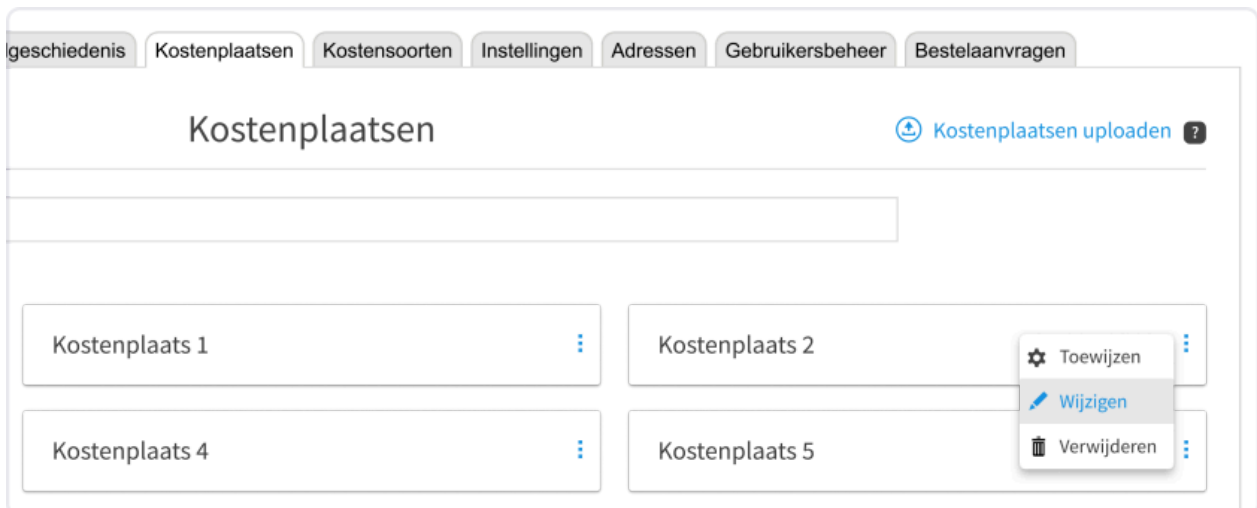 lgeschiedenis Kostenplaatsen Kostensoorten Instellingen Adressen Gebruikersbeheer Bestelaanvragen
Kostenplaatsen Kostenplaatsen uploaden ?
Kostenplaats 1
Kostenplaats 2
Toewijzen
Wijzigen
Verwijderen
Kostenplaats 4
Kostenplaats 5